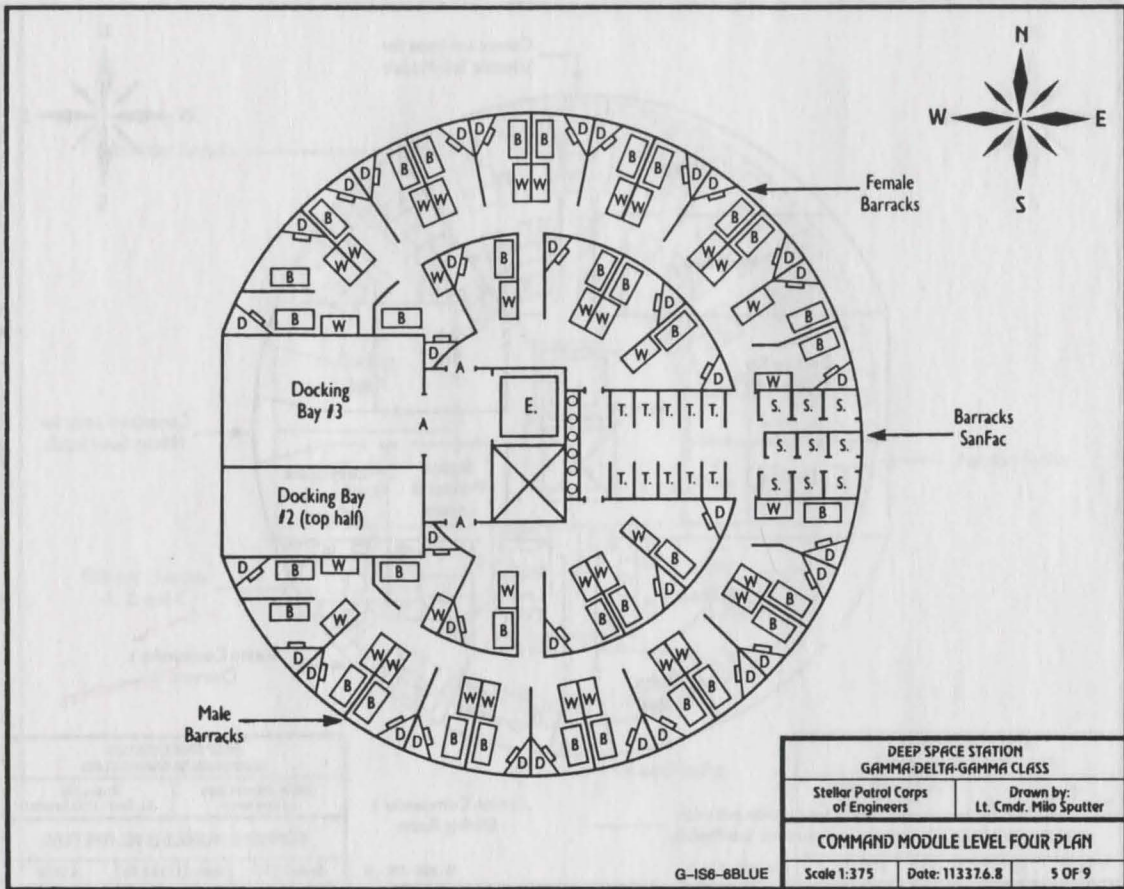 N
W E
S
Female
Barracks
D D D D
B B B B B B
D D W W W W W W D D
B B
D W W W W D D
B D B D B B W D
W W B
B B W B B
D W D W B D
Docking
Bay #3
A
A
E.
W
T. T. T. T. T. S. S. S.
Barracks
SanFac
S. S. S.
Docking Bay
#2 (top half)
T. T. T. T. T. S. S. S.
A
W B
D D
D B W B W B D
B W W W W D D
W W D B B B W W B B
D D B D
W W W W D D
B B W W W W B B
D D B B B B D D
D D
Male
Barracks
DEEP SPACE STATION
GAMMA-DELTA-GAMMA CLASS
Stellar Patrol Corps
of Engineers
Drawn by:
Lt. Cmdr. Milo Sputter
COMMAND MODULE LEVEL FOUR PLAN
G-IS6-6BLUE
Scale 1:375 Date: 11337.6.8 5 OF 9